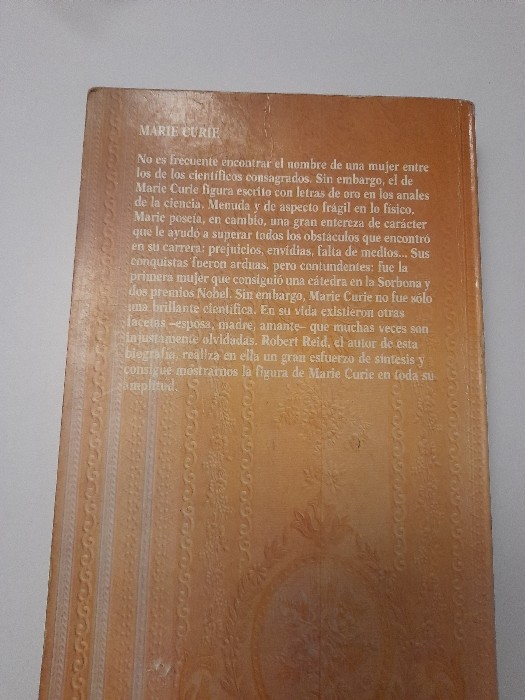 MARIE CURIE
No es frecuente encontrar el nombre de una mujer entre
los de los científicos consagrados. Sin embargo, el de
Marie Curie figura escrito con letras de oro en los anales
de la ciencia. Menuda y de aspecto frágil en lo físico.
Marie poseía, en cambio, una gran entereza de carácter
que le ayudó a superar todos los obstáculos que encontró
en su carrera: prejuicios, envidias, falta de medios... Sus
conquistas fueron arduas, pero contundentes: fue la
primera mujer que consiguió una cátedra en la Sorbona y
dos premios Nobel. Sin embargo, Marie Curie no fue sólo
una brillante científica. En su vida existieron otras
facetas –esposa, madre, amante– que muchas veces son
injustamente olvidadas. Robert Reid, el autor de esta
biografía, realiza en ella un gran esfuerzo de síntesis y
consigue mostrarnos la figura de Marie Curie en toda su
amplitud.